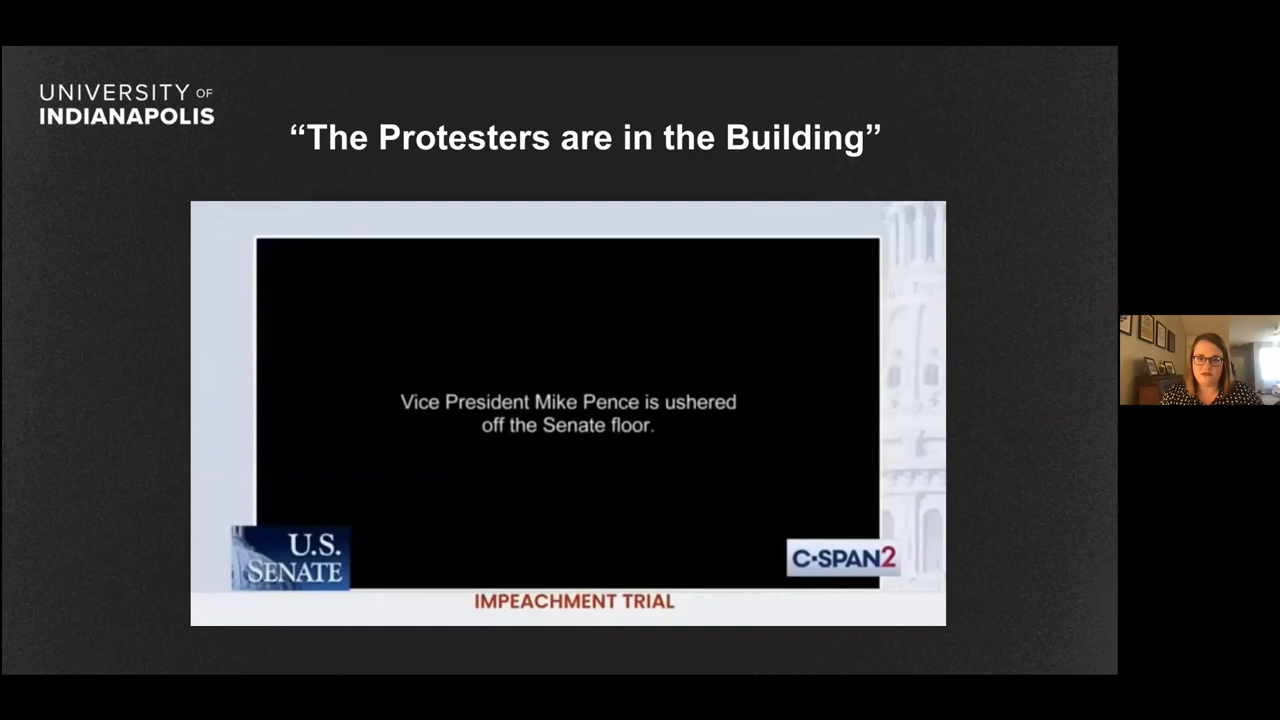 UNIVERSITY OF
INDIANAPOLIS
“The Protesters are in the Building”
Vice President Mike Pence is ushered
off the Senate floor.
U.S.
SENATE
C·SPAN2
IMPEACHMENT TRIAL